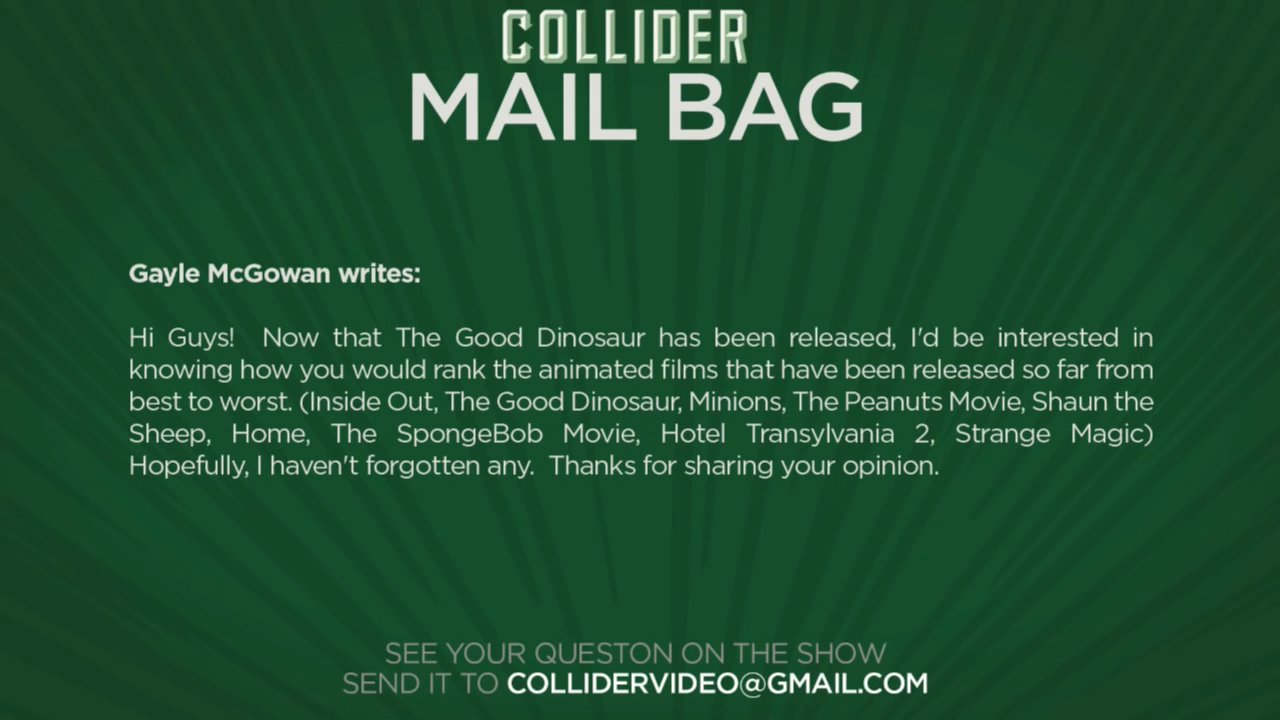 COLLIDER
MAIL BAG
Gayle McGowan writes:
Hi Guys!  Now that The Good Dinosaur has been released, I'd be interested in
knowing how you would rank the animated films that have been released so far from
best to worst. (Inside Out, The Good Dinosaur, Minions, The Peanuts Movie, Shaun the
Sheep, Home, The SpongeBob Movie, Hotel Transylvania 2, Strange Magic)
Hopefully, I haven't forgotten any.  Thanks for sharing your opinion.
SEE YOUR QUESTON ON THE SHOW
SEND IT TO COLLIDERVIDEO@GMAIL.COM